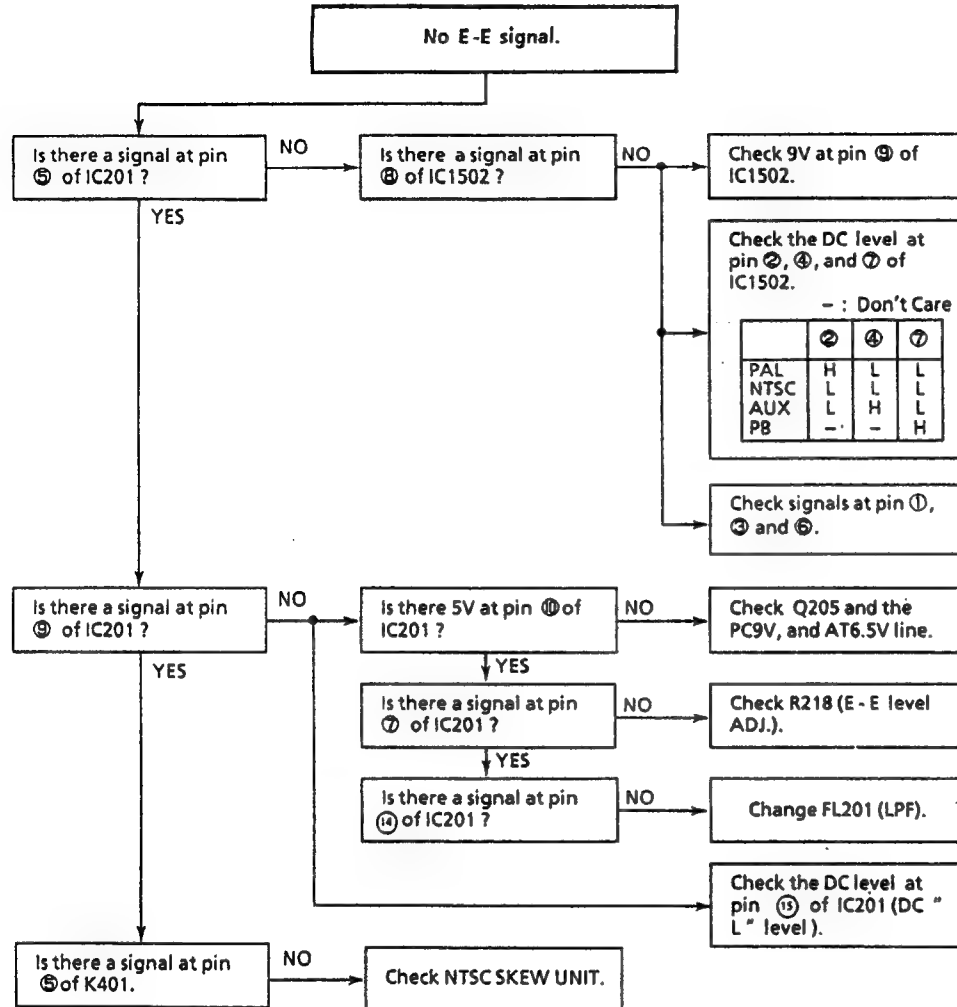 No E-E signal.
Is there a signal at pin
⑤ of IC201 ?
NO
Is there a signal at pin
⑧ of IC1502 ?
NO
Check 9V at pin ⑨ of
IC1502.
YES
Check the DC level at
pin ②, ④, and ⑦ of
IC1502.
– : Don't Care
② ④ ⑦
PAL H L L
NTSC L L L
AUX L H L
PB – – H
Check signals at pin ①,
③ and ⑥.
Is there a signal at pin
⑨ of IC201 ?
NO
Is there 5V at pin ⑩ of
IC201 ?
NO
Check Q205 and the
PC9V, and AT6.5V line.
YES
YES
Is there a signal at pin
⑦ of IC201 ?
NO
Check R218 (E - E level
ADJ.).
YES
Is there a signal at pin
⑭ of IC201 ?
NO
Change FL201 (LPF).
Check the DC level at
pin ⑮ of IC201 (DC "
L " level ).
Is there a signal at pin
⑤ of K401.
NO
Check NTSC SKEW UNIT.